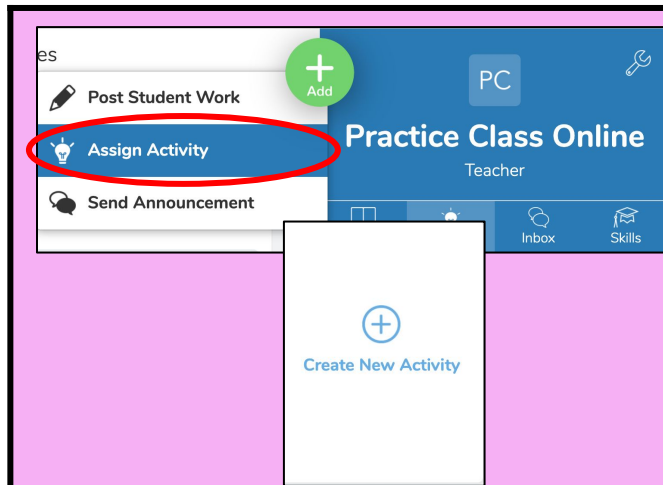 es
Post Student Work
Assign Activity
Send Announcement
Add
PC
Practice Class Online
Teacher
Inbox
Skills
Create New Activity